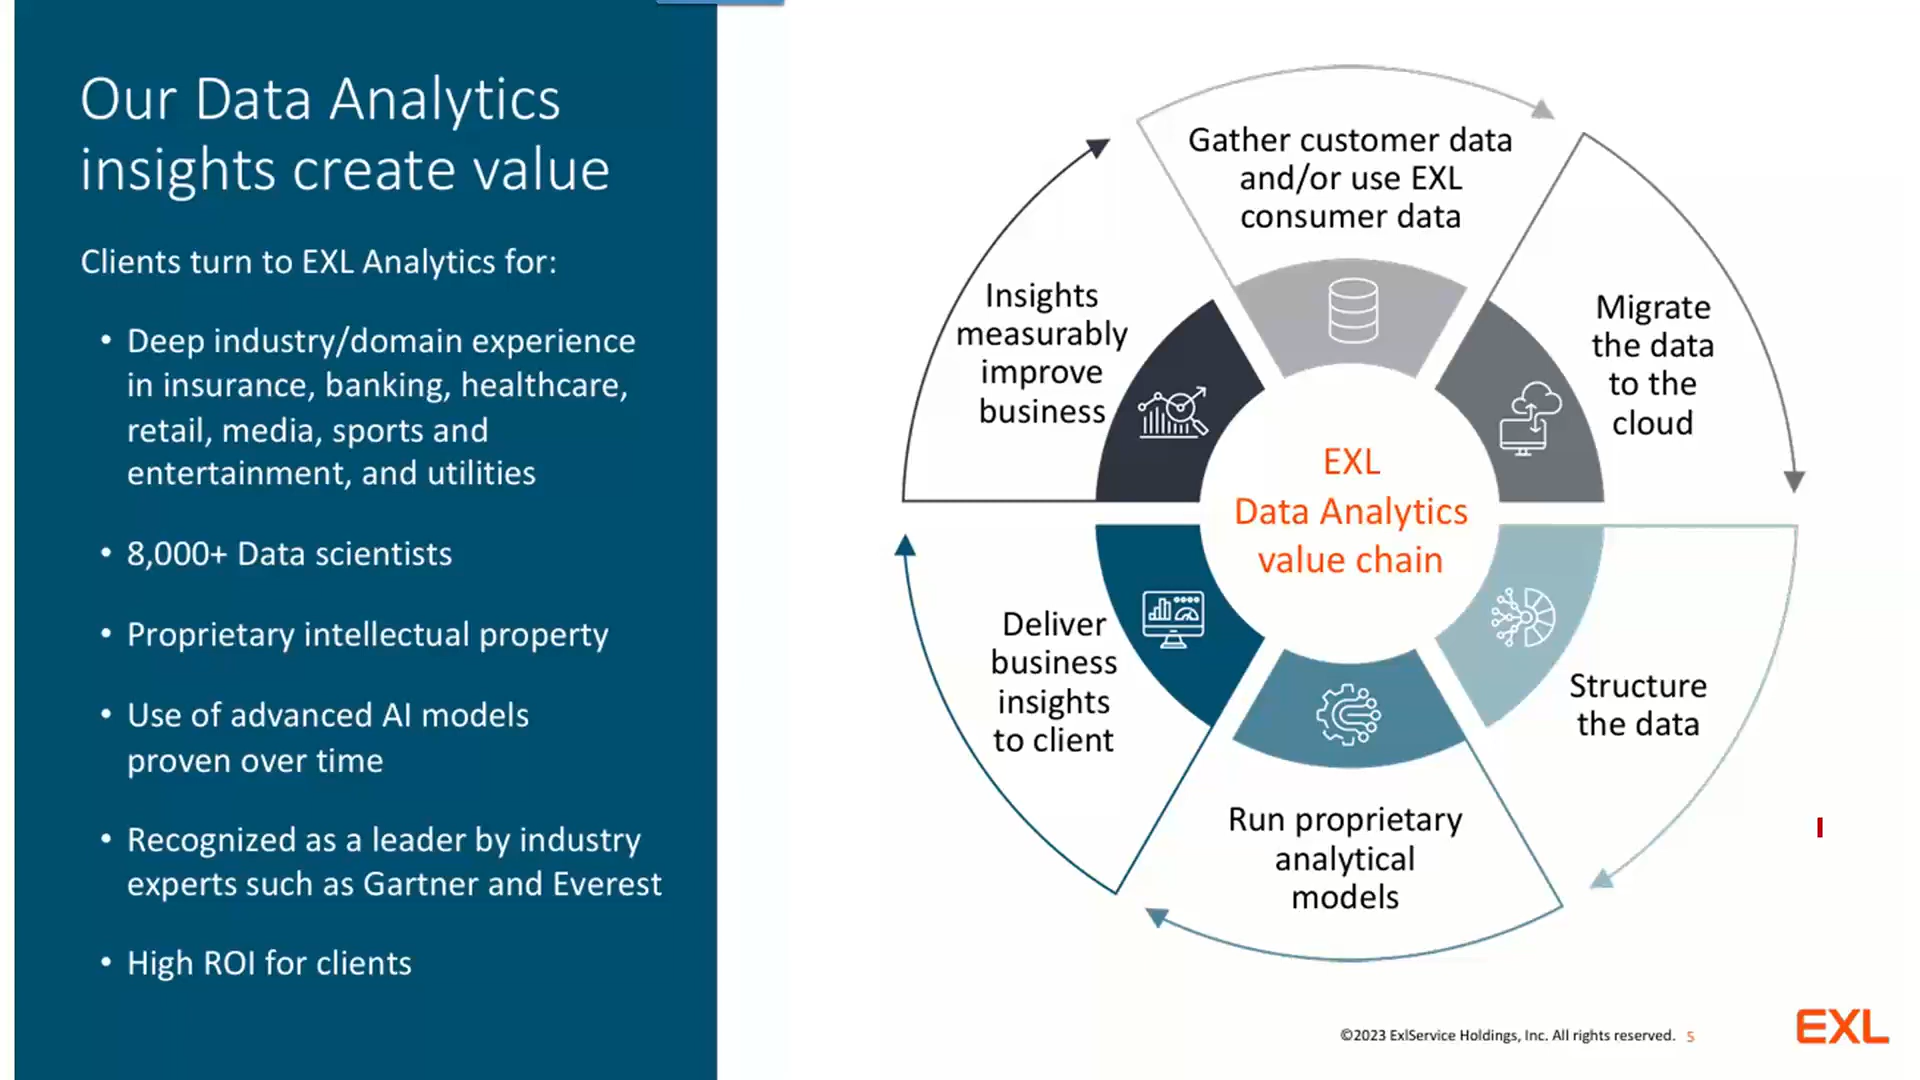 Our Data Analytics
insights create value
Clients turn to EXL Analytics for:
• Deep industry/domain experience
in insurance, banking, healthcare,
retail, media, sports and
entertainment, and utilities
• 8,000+ Data scientists
• Proprietary intellectual property
• Use of advanced AI models
proven over time
• Recognized as a leader by industry
experts such as Gartner and Everest
• High ROI for clients
Gather customer data
and/or use EXL
consumer data
Migrate
the data
to the
cloud
Structure
the data
Run proprietary
analytical
models
Deliver
business
insights
to client
Insights
measurably
improve
business
EXL
Data Analytics
value chain
©2023 ExlService Holdings, Inc. All rights reserved. 5
EXL